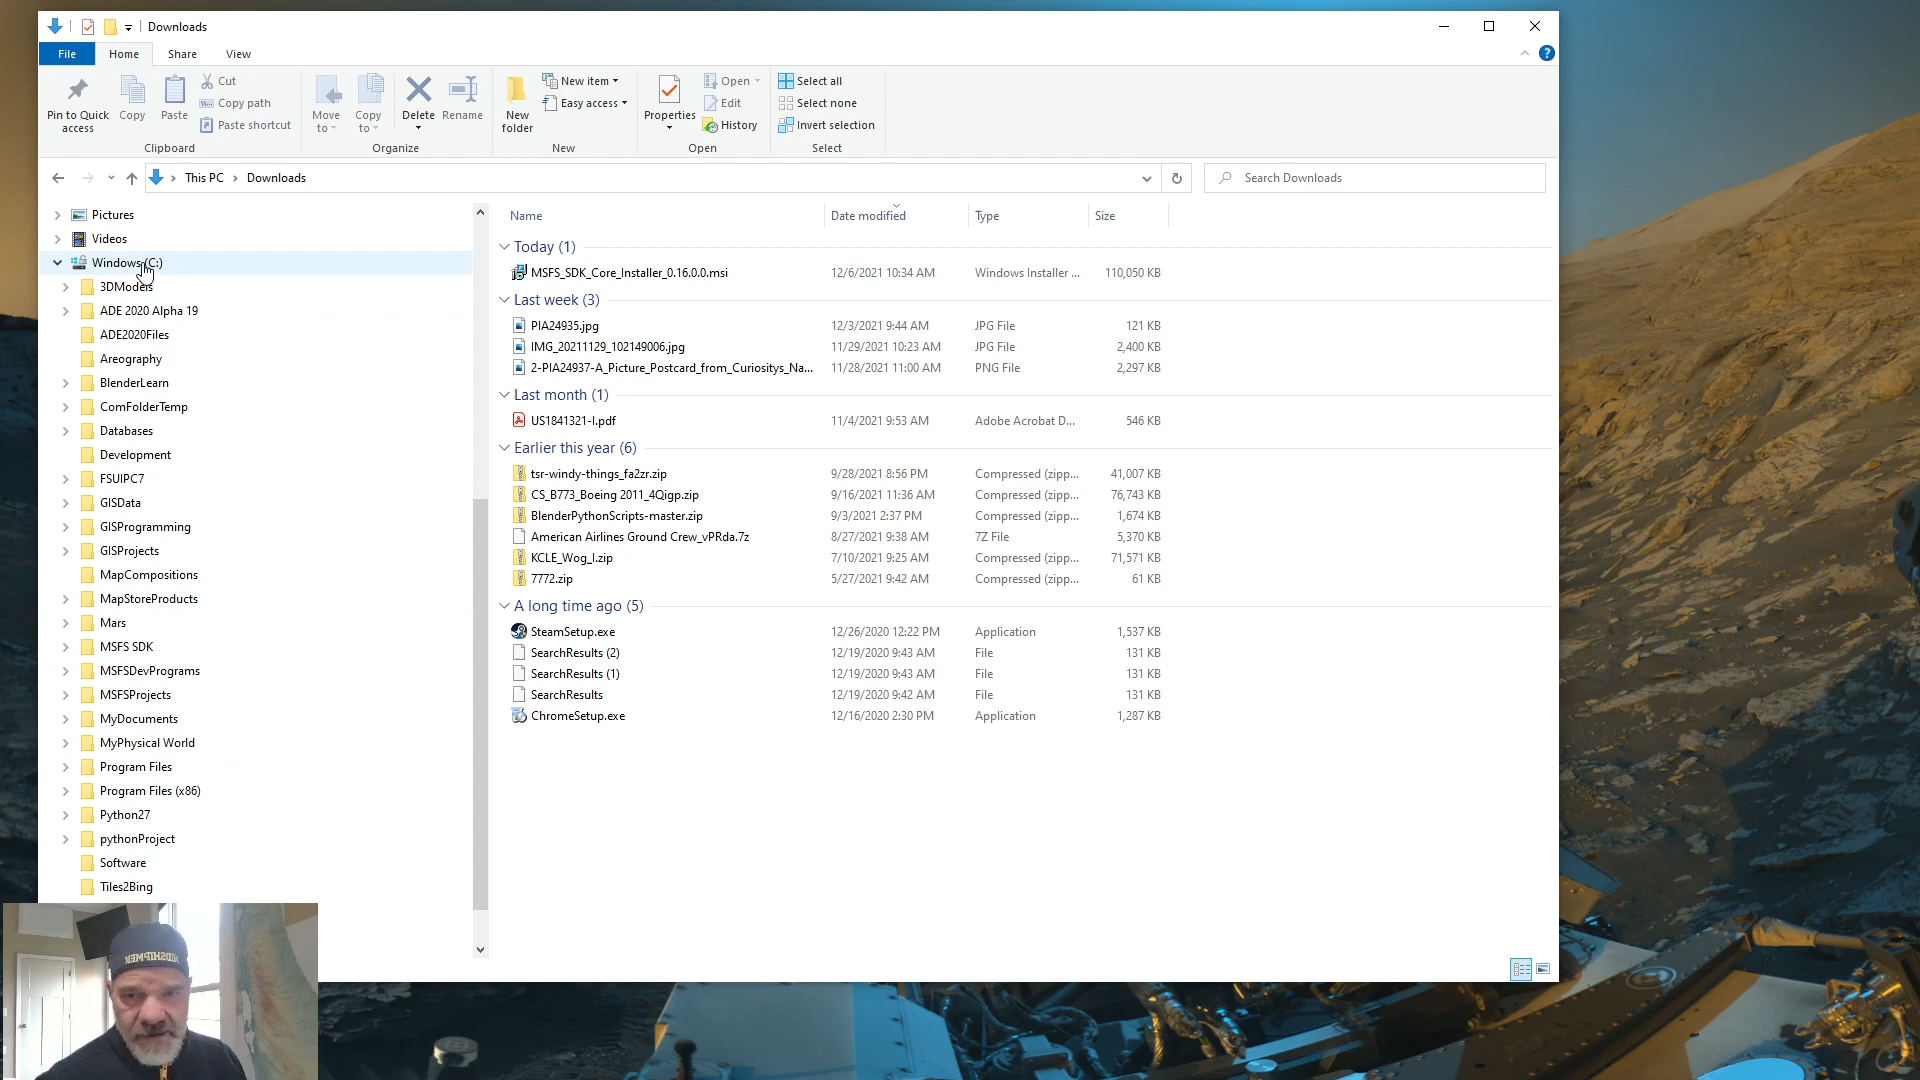 Downloads
File Home Share View
Pin to Quick access
Copy
Paste
Cut
Copy path
Paste shortcut
Clipboard
Move to
Copy to
Delete
Rename
Organize
New folder
New item
Easy access
New
Properties
Open
Edit
History
Open
Select all
Select none
Invert selection
Select
This PC > Downloads
Search Downloads
Pictures
Videos
Windows (C:)
3DModels
ADE 2020 Alpha 19
ADE2020Files
Areography
BlenderLearn
ComFolderTemp
Databases
Development
FSUIPC7
GISData
GISProgramming
GISProjects
MapCompositions
MapStoreProducts
Mars
MSFS SDK
MSFSDevPrograms
MSFSProjects
MyDocuments
MyPhysical World
Program Files
Program Files (x86)
Python27
pythonProject
Software
Tiles2Bing
Name Date modified Type Size
Today (1)
MSFS_SDK_Core_Installer_0.16.0.0.msi 12/6/2021 10:34 AM Windows Installer ... 110,050 KB
Last week (3)
PIA24935.jpg 12/3/2021 9:44 AM JPG File 121 KB
IMG_20211129_102149006.jpg 11/29/2021 10:23 AM JPG File 2,400 KB
2-PIA24937-A_Picture_Postcard_from_Curiositys_Na... 11/28/2021 11:00 AM PNG File 2,297 KB
Last month (1)
US1841321-I.pdf 11/4/2021 9:53 AM Adobe Acrobat D... 546 KB
Earlier this year (6)
tsr-windy-things_fa2zr.zip 9/28/2021 8:56 PM Compressed (zipp... 41,007 KB
CS_B773_Boeing 2011_4Qigp.zip 9/16/2021 11:36 AM Compressed (zipp... 76,743 KB
BlenderPythonScripts-master.zip 9/3/2021 2:37 PM Compressed (zipp... 1,674 KB
American Airlines Ground Crew_vPRda.7z 8/27/2021 9:38 AM 7Z File 5,370 KB
KCLE_Wog_I.zip 7/10/2021 9:25 AM Compressed (zipp... 71,571 KB
7772.zip 5/27/2021 9:42 AM Compressed (zipp... 61 KB
A long time ago (5)
SteamSetup.exe 12/26/2020 12:22 PM Application 1,537 KB
SearchResults (2) 12/19/2020 9:43 AM File 131 KB
SearchResults (1) 12/19/2020 9:43 AM File 131 KB
SearchResults 12/19/2020 9:42 AM File 131 KB
ChromeSetup.exe 12/16/2020 2:30 PM Application 1,287 KB
MIDSHIPMEN